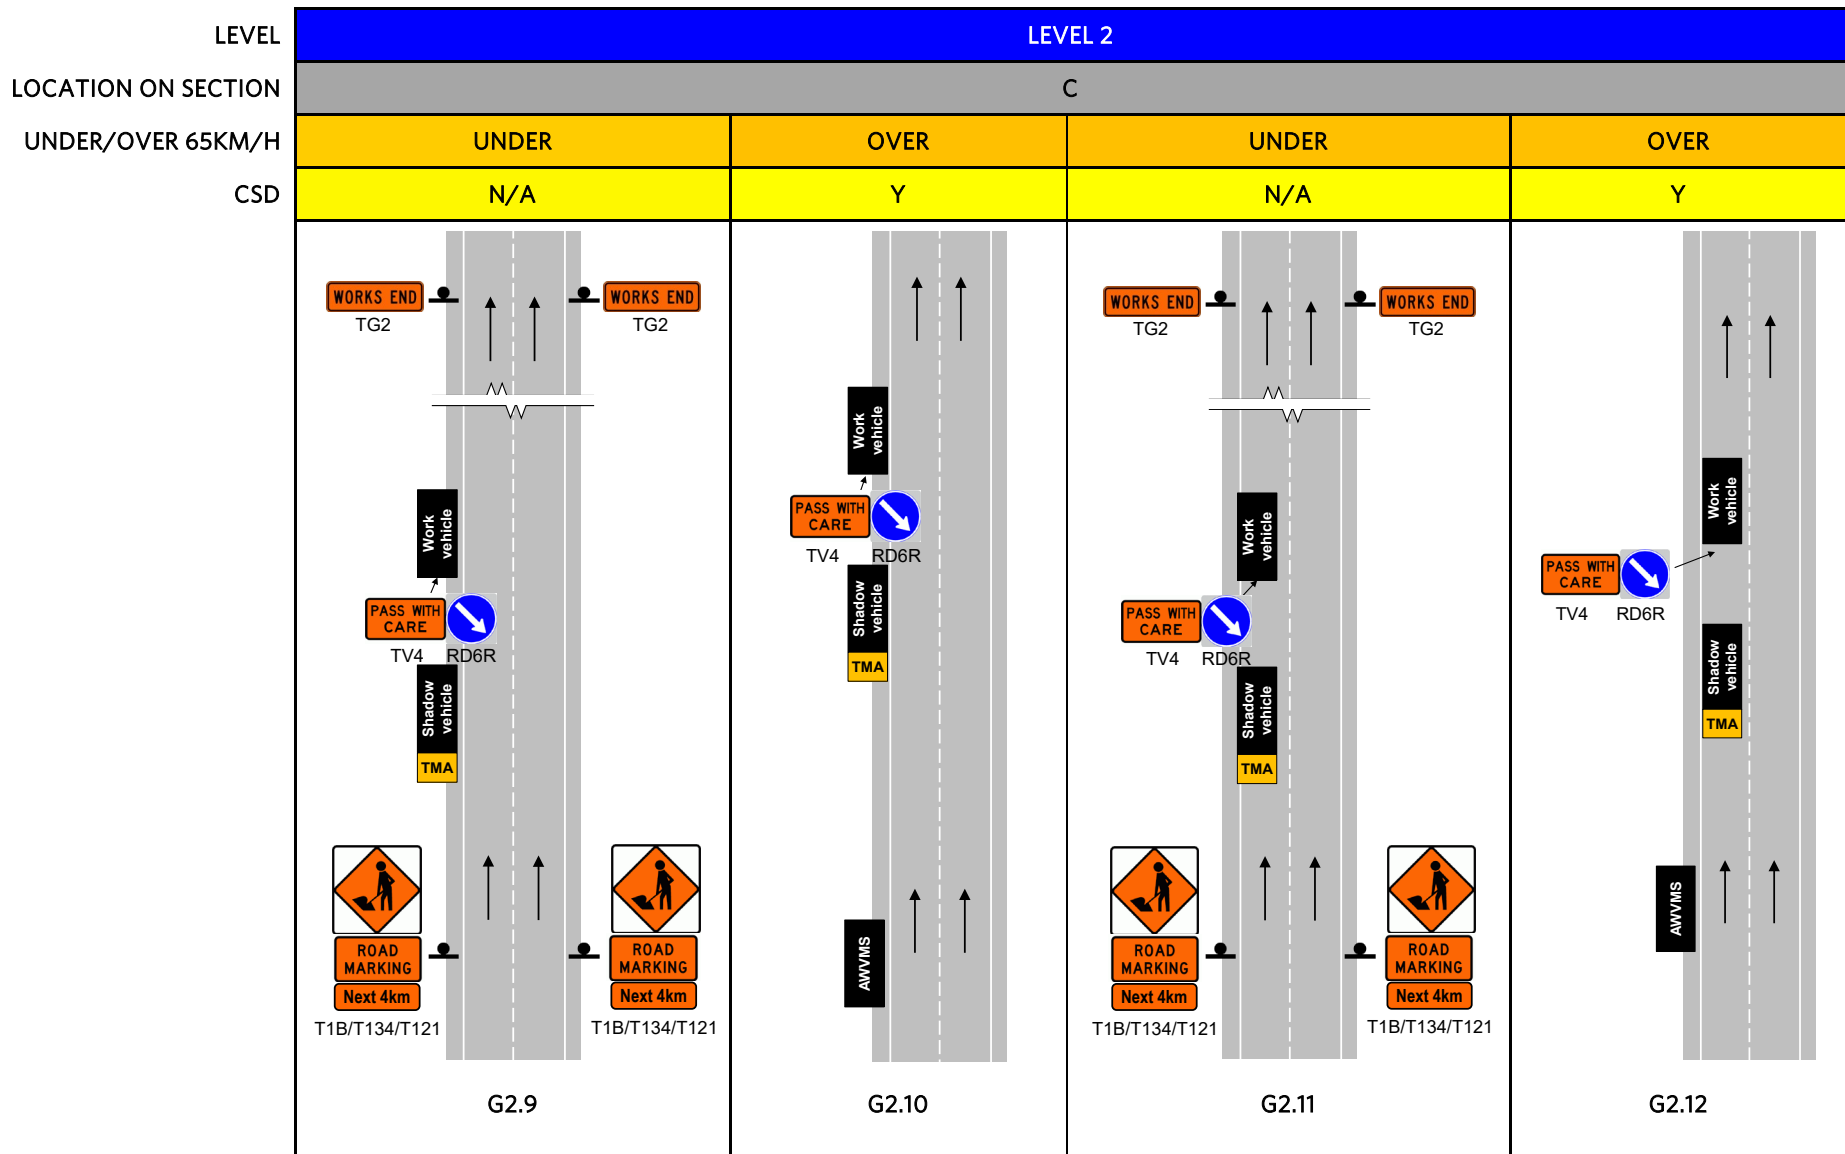 LEVEL
LEVEL 2
LOCATION ON SECTION
C
UNDER/OVER 65KM/H
UNDER
OVER
UNDER
OVER
CSD
N/A
Y
N/A
Y
WORKS END
TG2
WORKS END
TG2
Work
vehicle
PASS WITH
CARE
TV4
RD6R
Shadow
vehicle
TMA
ROAD
MARKING
Next 4km
T1B/T134/T121
ROAD
MARKING
Next 4km
T1B/T134/T121
G2.9
Work
vehicle
PASS WITH
CARE
TV4
RD6R
Shadow
vehicle
TMA
AWVMS
G2.10
WORKS END
TG2
WORKS END
TG2
Work
vehicle
PASS WITH
CARE
TV4
RD6R
Shadow
vehicle
TMA
ROAD
MARKING
Next 4km
T1B/T134/T121
ROAD
MARKING
Next 4km
T1B/T134/T121
G2.11
Work
vehicle
PASS WITH
CARE
TV4
RD6R
Shadow
vehicle
TMA
AWVMS
G2.12